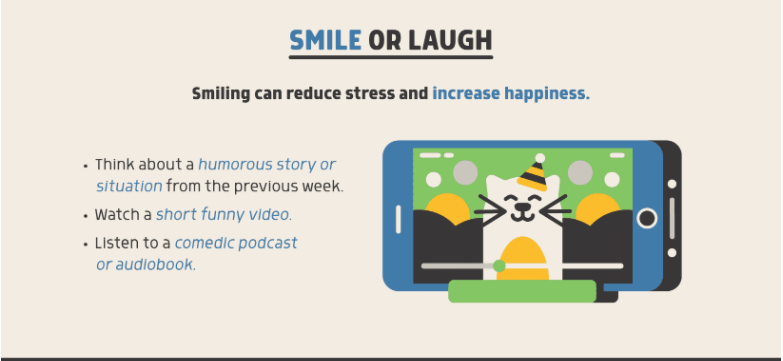 SMILE OR LAUGH
Smiling can reduce stress and increase happiness.
• Think about a humorous story or
situation from the previous week.
• Watch a short funny video.
• Listen to a comedic podcast
or audiobook.